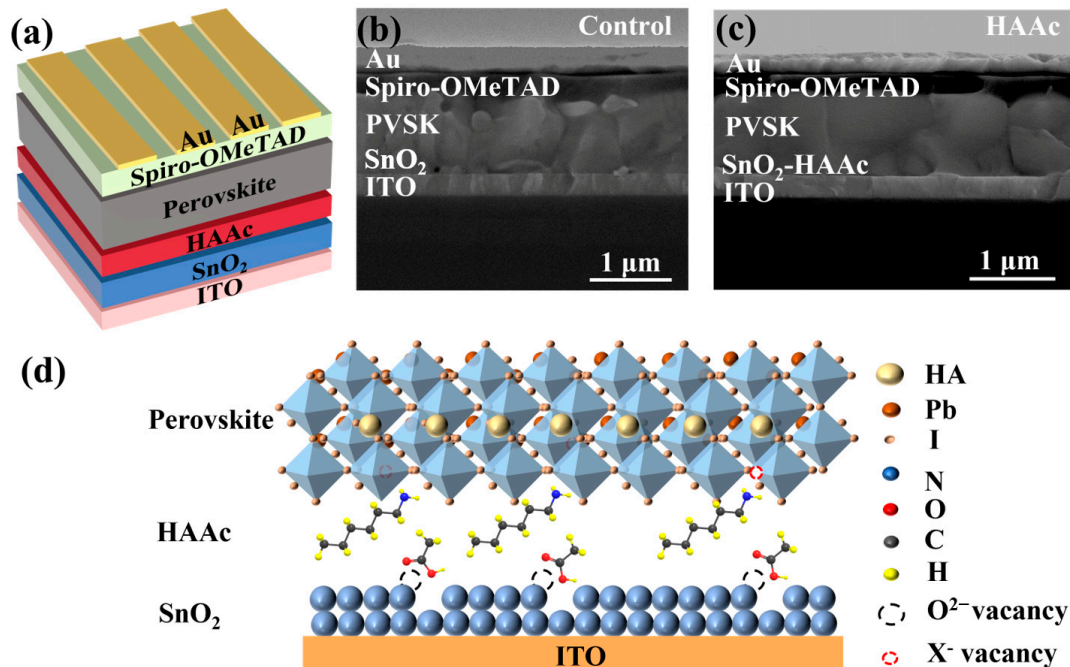 (a)
Au Au
Spiro-OMeTAD
Perovskite
HAAc
SnO₂
ITO
(b)
Control
Au
Spiro-OMeTAD
PVSK
SnO₂
ITO
1 μm
(c)
HAAc
Au
Spiro-OMeTAD
PVSK
SnO₂-HAAc
ITO
1 μm
(d)
Perovskite
HAAc
SnO₂
ITO
HA
Pb
I
N
O
C
H
O²⁻ vacancy
X⁻ vacancy